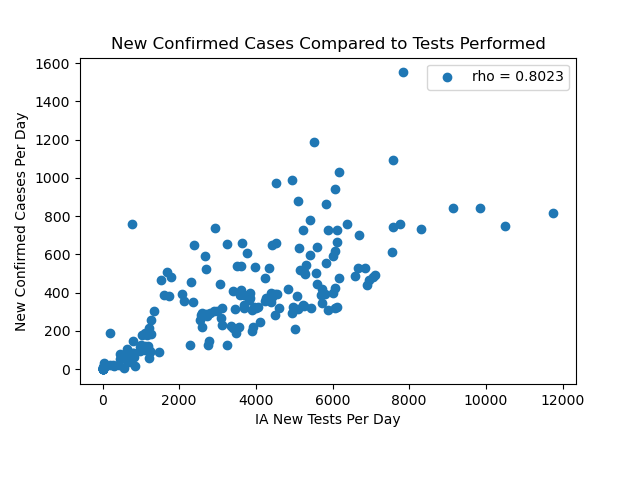 New Confirmed Cases Compared to Tests Performed
rho = 0.8023
New Confirmed Caeses Per Day
1600
1400
1200
1000
800
600
400
200
0
0 2000 4000 6000 8000 10000 12000
IA New Tests Per Day